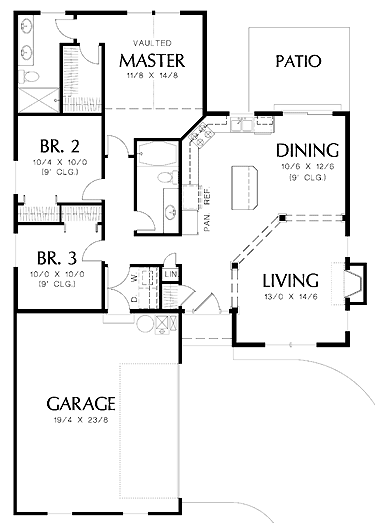 VAULTED
MASTER
11/8 X 14/8
PATIO
BR. 2
10/4 X 10/0
(9' CLG.)
DINING
10/6 X 12/6
(9' CLG.)
PAN
REF
BR. 3
10/0 X 10/0
(9' CLG.)
D
W
LIN
LIVING
13/0 X 14/6
GARAGE
19/4 X 23/8